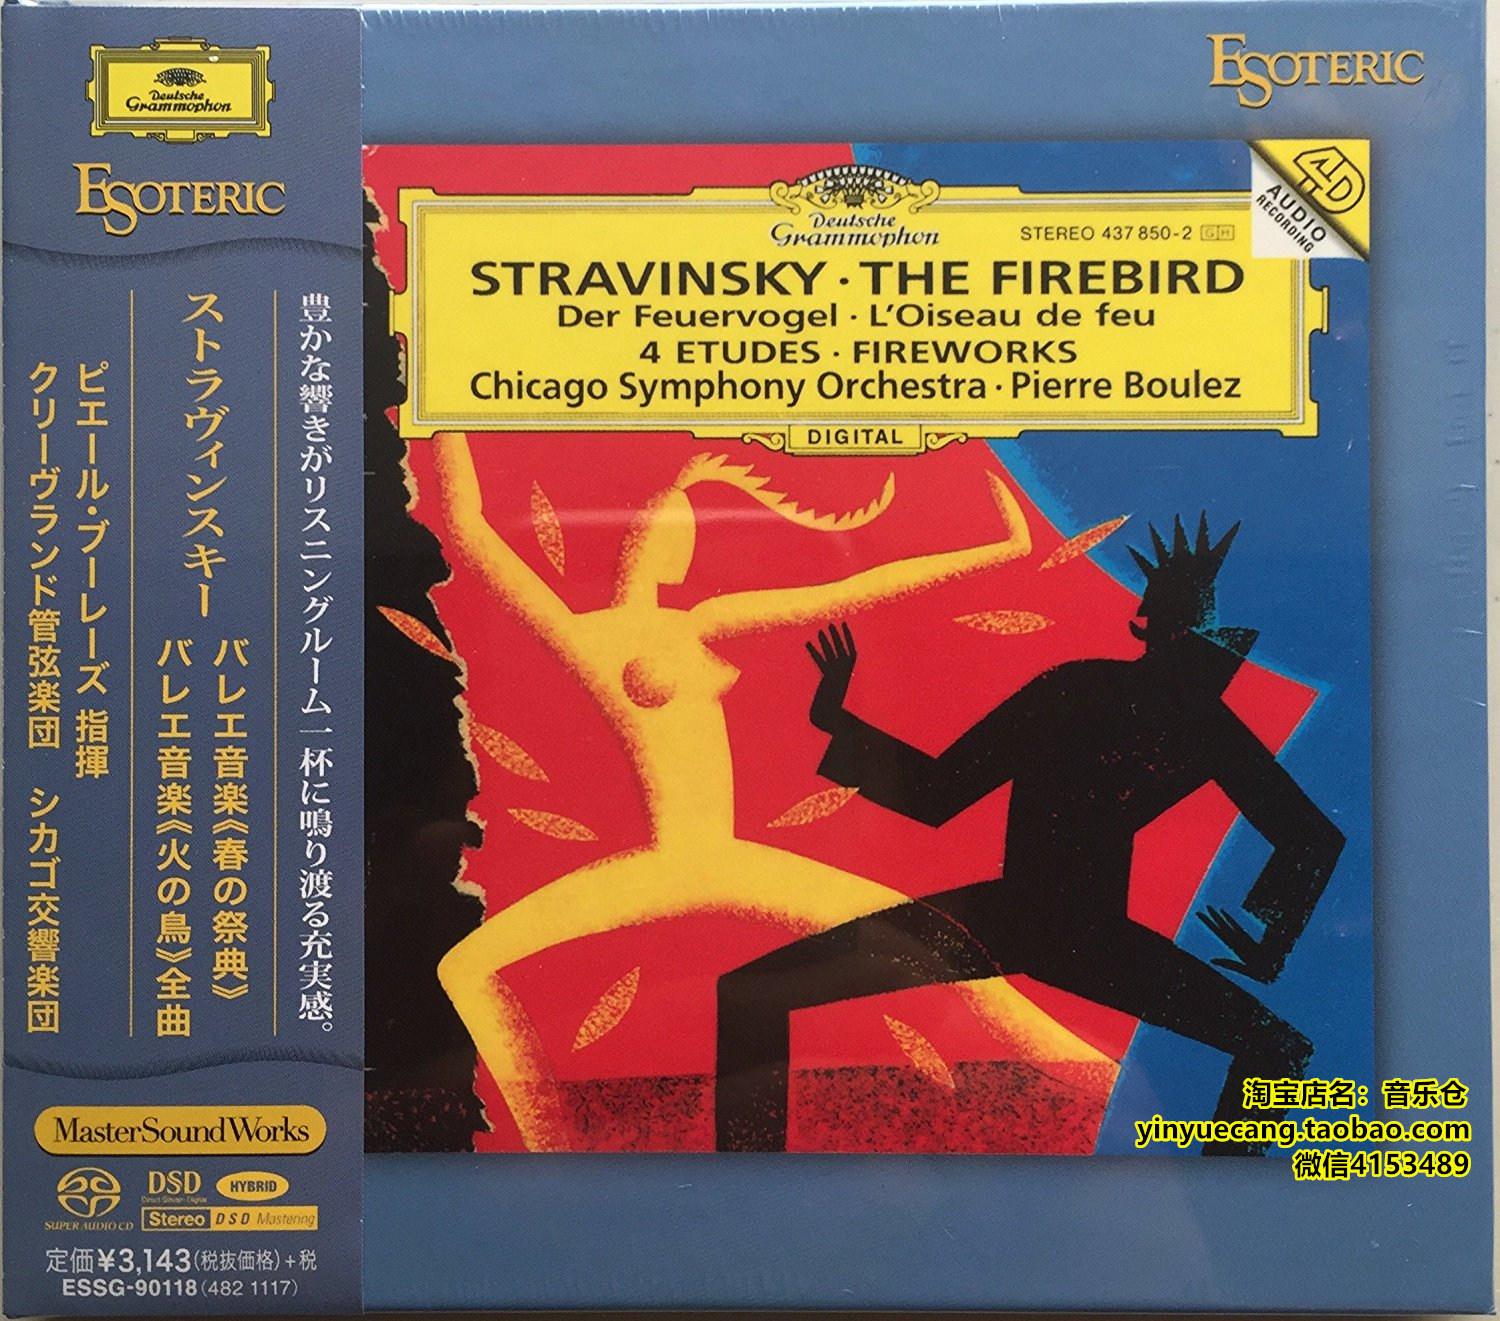 Deutsche
Grammophon
ESOTERIC
豊かな響きがリスニングルーム一杯に鳴り渡る充実感。
ストラヴィンスキー
バレエ音楽《春の祭典》
バレエ音楽《火の鳥》全曲
ピエール・ブーレーズ 指揮
クリーヴランド管弦楽団 シカゴ交響楽団
MasterSoundWorks
SUPER AUDIO CD
DSD
Direct Stream Digital
HYBRID
Stereo DSD Mastering
定価¥3,143(税抜価格)+税
ESSG-90118(482 1117)
ESOTERIC
4D
AUDIO
RECORDING
Deutsche
Grammophon
STEREO 437 850-2 GH
STRAVINSKY · THE FIREBIRD
Der Feuervogel · L'Oiseau de feu
4 ETUDES · FIREWORKS
Chicago Symphony Orchestra · Pierre Boulez
DIGITAL
淘宝店名：音乐仓
yinyuecang.taobao.com
微信4153489